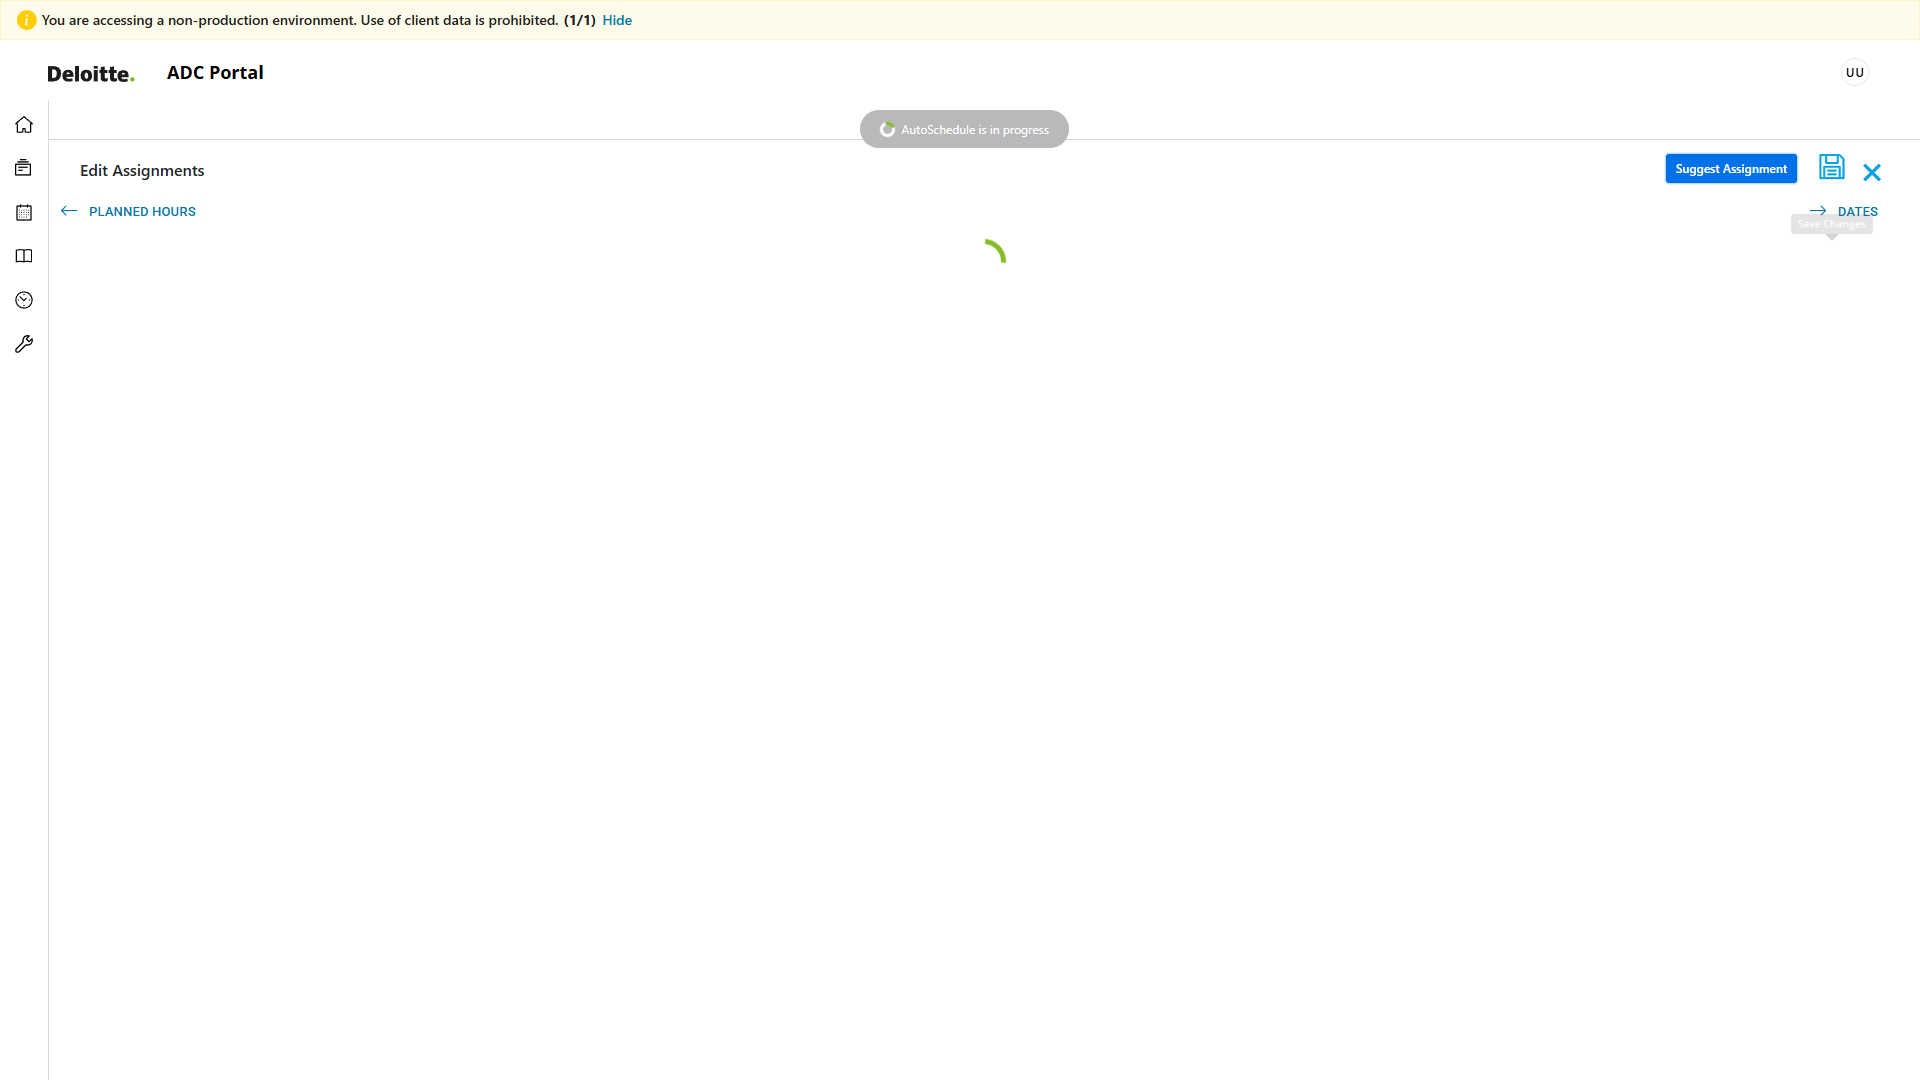 You are accessing a non-production environment. Use of client data is prohibited. (1/1) Hide
Deloitte. ADC Portal
UU
AutoSchedule is in progress
Edit Assignments
Suggest Assignment
PLANNED HOURS
DATES
Save Changes